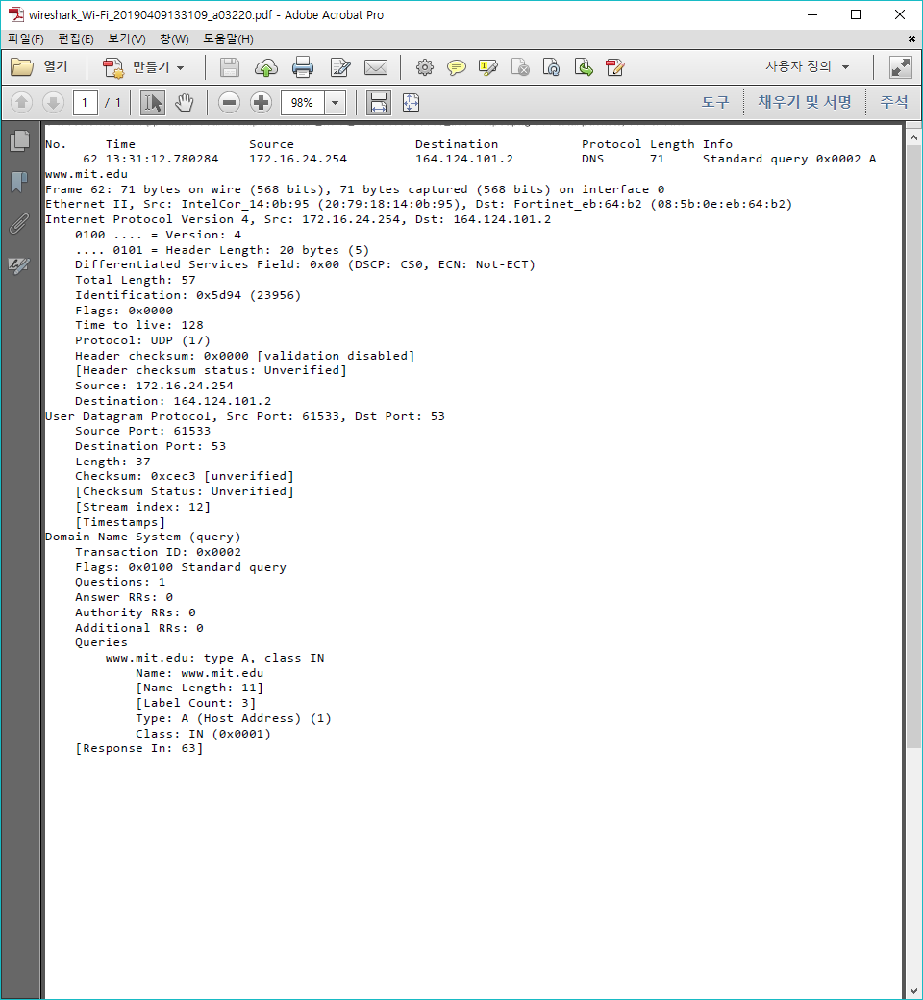 wireshark_Wi-Fi_20190409133109_a03220.pdf - Adobe Acrobat Pro
파일(F) 편집(E) 보기(V) 창(W) 도움말(H)
열기 만들기 사용자 정의
1 / 1 98% 도구 채우기 및 서명 주석
No. Time Source Destination Protocol Length Info
62 13:31:12.780284 172.16.24.254 164.124.101.2 DNS 71 Standard query 0x0002 A
www.mit.edu
Frame 62: 71 bytes on wire (568 bits), 71 bytes captured (568 bits) on interface 0
Ethernet II, Src: IntelCor_14:0b:95 (20:79:18:14:0b:95), Dst: Fortinet_eb:64:b2 (08:5b:0e:eb:64:b2)
Internet Protocol Version 4, Src: 172.16.24.254, Dst: 164.124.101.2
0100 .... = Version: 4
.... 0101 = Header Length: 20 bytes (5)
Differentiated Services Field: 0x00 (DSCP: CS0, ECN: Not-ECT)
Total Length: 57
Identification: 0x5d94 (23956)
Flags: 0x0000
Time to live: 128
Protocol: UDP (17)
Header checksum: 0x0000 [validation disabled]
[Header checksum status: Unverified]
Source: 172.16.24.254
Destination: 164.124.101.2
User Datagram Protocol, Src Port: 61533, Dst Port: 53
Source Port: 61533
Destination Port: 53
Length: 37
Checksum: 0xcec3 [unverified]
[Checksum Status: Unverified]
[Stream index: 12]
[Timestamps]
Domain Name System (query)
Transaction ID: 0x0002
Flags: 0x0100 Standard query
Questions: 1
Answer RRs: 0
Authority RRs: 0
Additional RRs: 0
Queries
www.mit.edu: type A, class IN
Name: www.mit.edu
[Name Length: 11]
[Label Count: 3]
Type: A (Host Address) (1)
Class: IN (0x0001)
[Response In: 63]